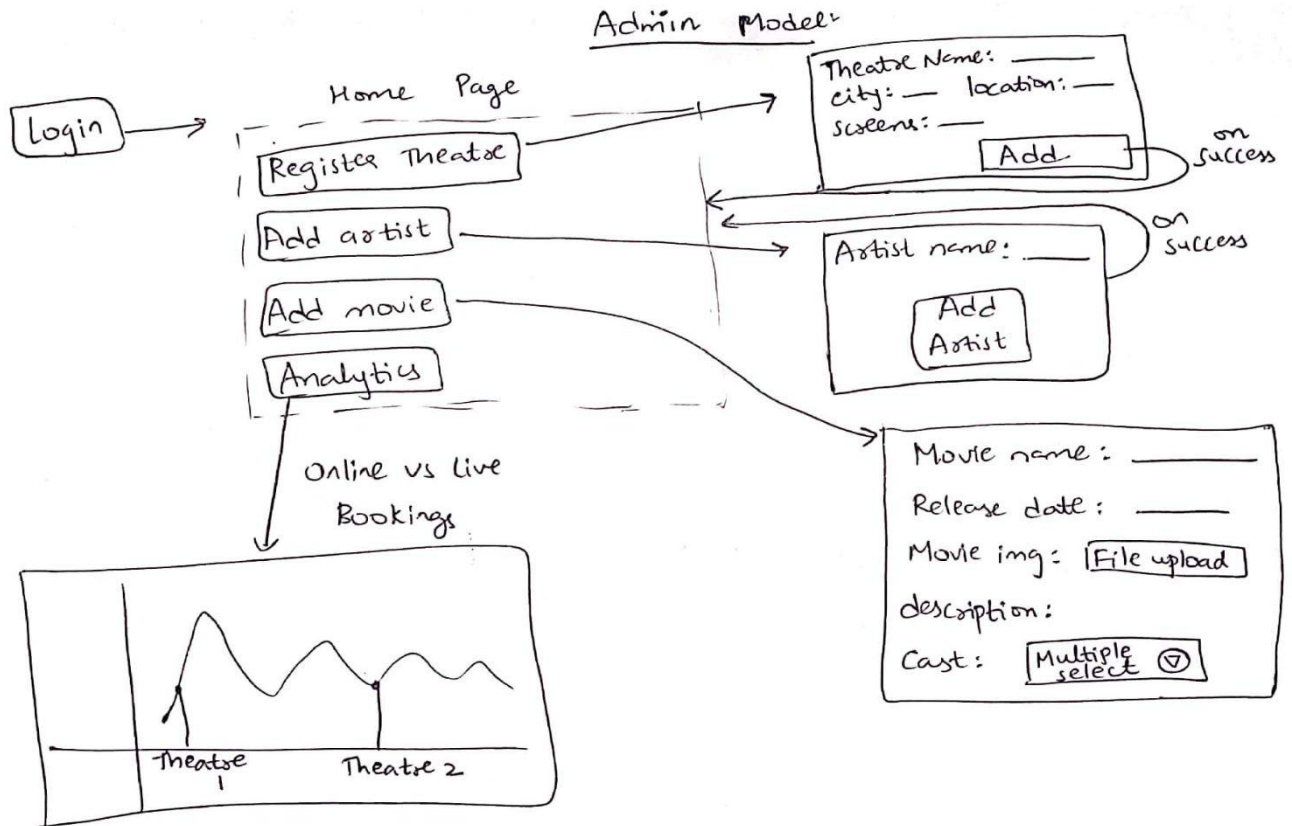 Admin Model:
Login
Home Page
Register Theatre
Add artist
Add movie
Analytics
Theatre Name:
city: location:
screens:
Add
on
success
Artist name:
Add
Artist
on
success
Movie name:
Release date:
Movie img: File upload
description:
Cast: Multiple
select
Online vs Live
Bookings
Theatre
1
Theatre 2